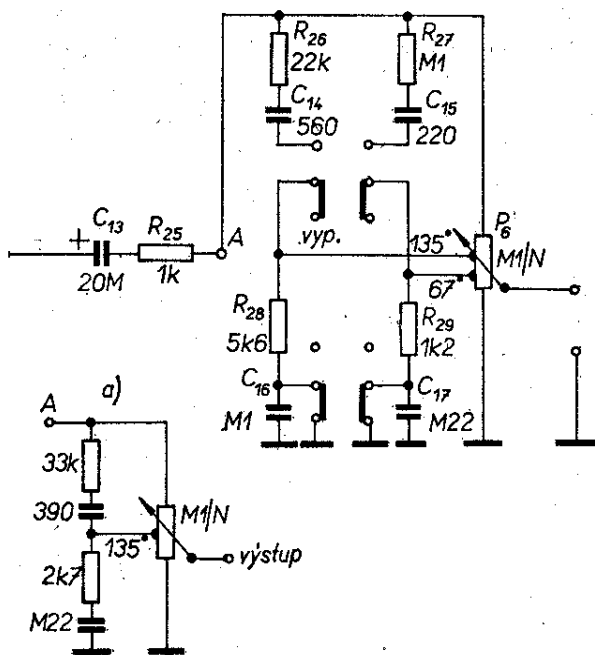 R26
22k
C14
560
R27
M1
C15
220
+
C13
20M
R25
1k
A
vyp.
135°
67°
P6
M1/N
R28
5k6
R29
1k2
C16
M1
C17
M22
a)
A
33k
390
M1/N
135°
výstup
2k7
M22